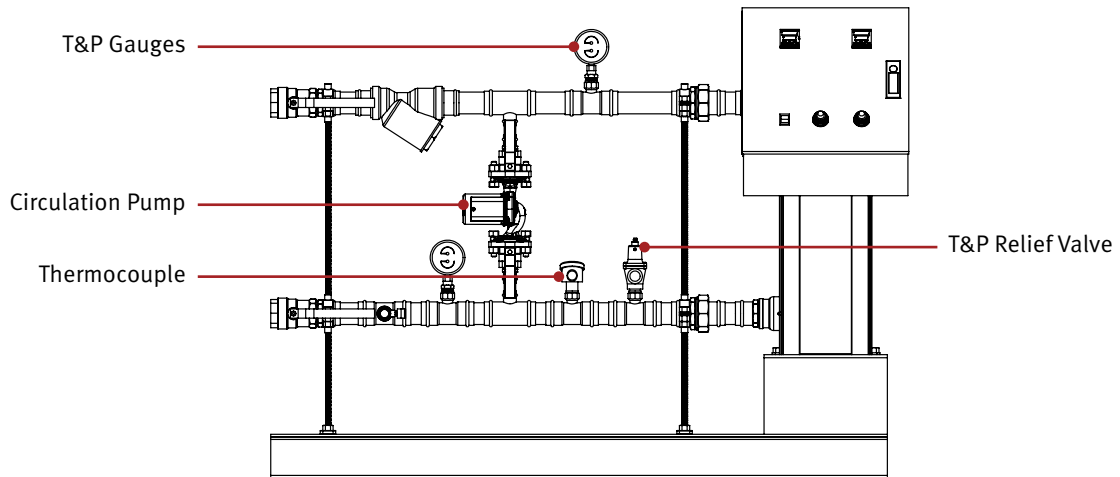 T&P Gauges
Circulation Pump
T&P Relief Valve
Thermocouple